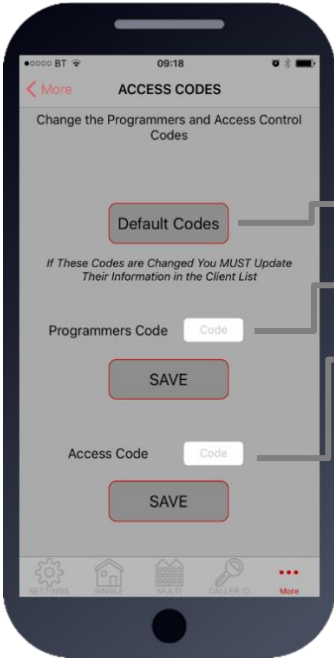 ●○○○○ BT 09:18
More ACCESS CODES
Change the Programmers and Access Control
Codes
Default Codes
If These Codes are Changed You MUST Update
Their Information in the Client List
Programmers Code Code
SAVE
Access Code Code
SAVE
SETTINGS SINGLE MULTI CALLER ID More